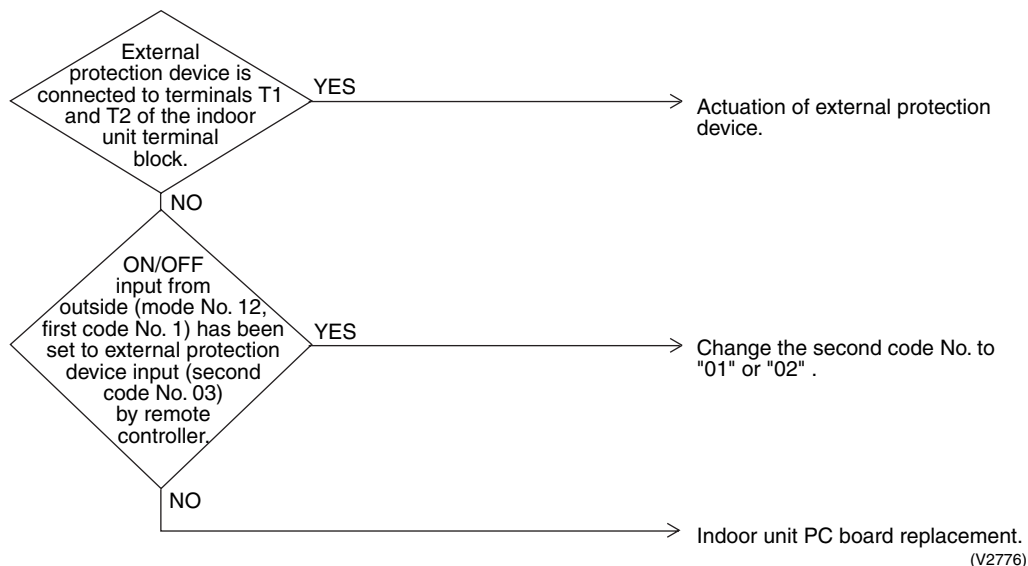 External
protection device is
connected to terminals T1
and T2 of the indoor
unit terminal
block.
YES
Actuation of external protection
device.
NO
ON/OFF
input from
outside (mode No. 12,
first code No. 1) has been
set to external protection
device input (second
code No. 03)
by remote
controller.
YES
Change the second code No. to
"01" or "02" .
NO
Indoor unit PC board replacement.
(V2776)